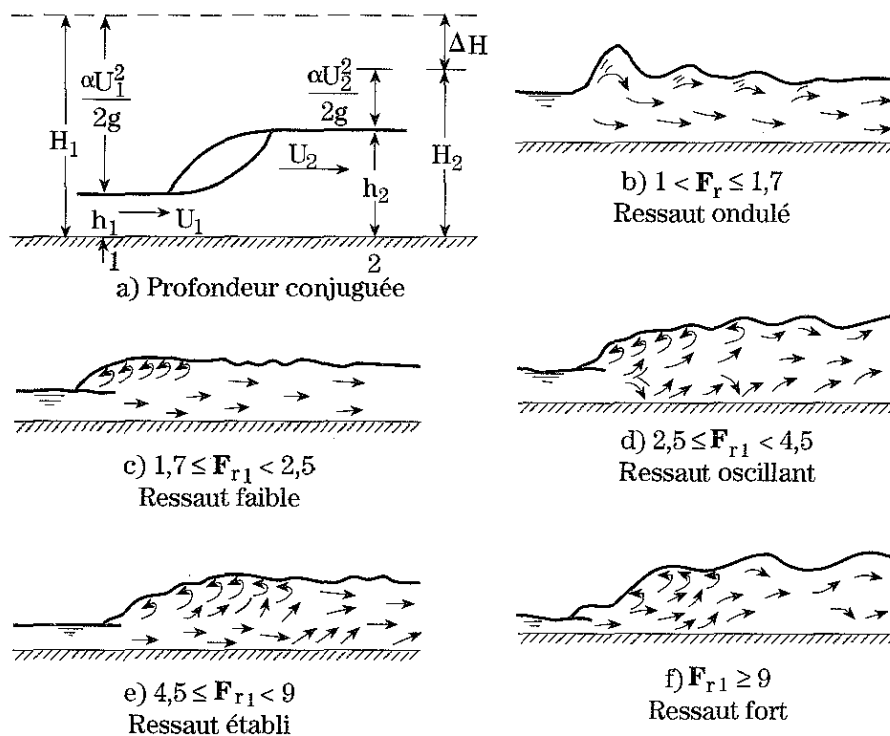 ΔH
αU₁²
2g
αU₂²
2g
H₁
U₂
H₂
h₂
h₁
U₁
1
2
a) Profondeur conjuguée
b) 1 < Fr ≤ 1,7
Ressaut ondulé
c) 1,7 ≤ Fr1 < 2,5
Ressaut faible
d) 2,5 ≤ Fr1 < 4,5
Ressaut oscillant
e) 4,5 ≤ Fr1 < 9
Ressaut établi
f) Fr1 ≥ 9
Ressaut fort